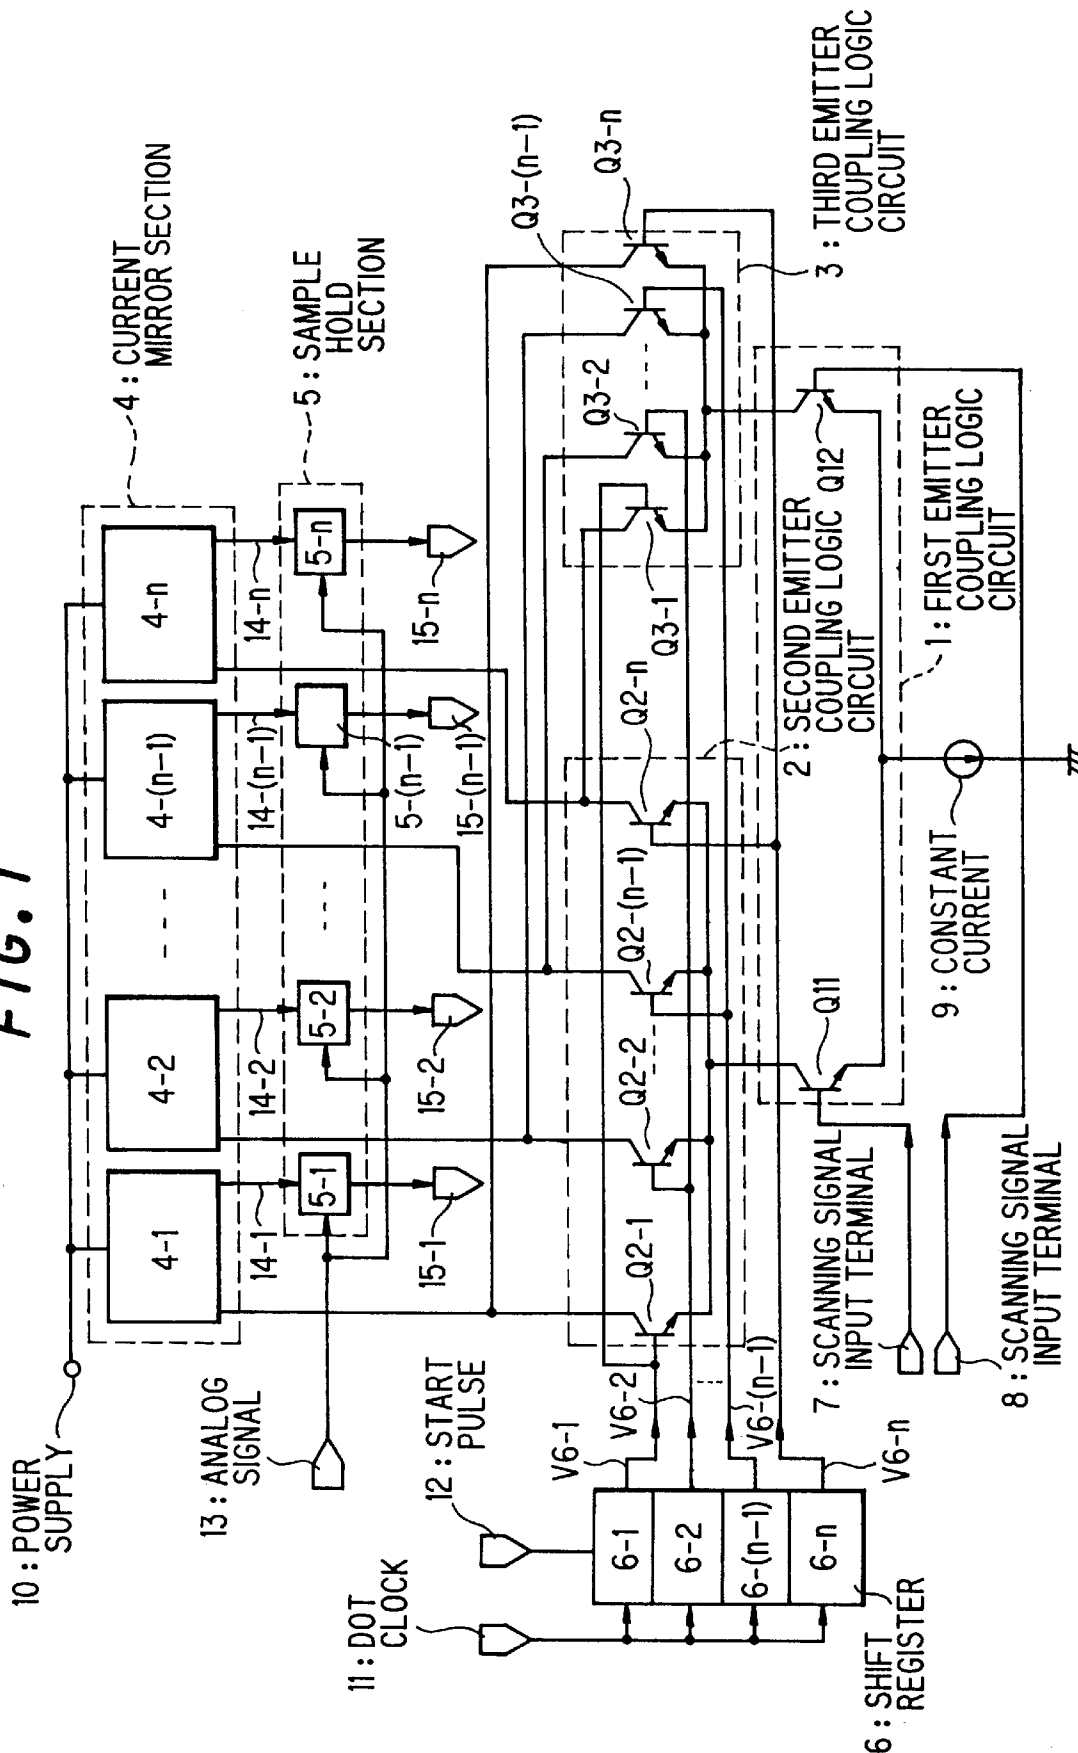 FIG. 1
10 : POWER
SUPPLY
4 : CURRENT
MIRROR SECTION
4-1
4-2
- - - -
4-(n-1)
4-n
14-1
14-2
14-(n-1)
14-n
5 : SAMPLE
HOLD
SECTION
13 : ANALOG
SIGNAL
5-1
5-2
- - - -
5-(n-1)
5-n
15-1
15-2
15-(n-1)
15-n
12 : START
PULSE
11 : DOT
CLOCK
Q2-1
Q2-2
Q2-(n-1)
Q2-n
Q3-1
Q3-2
Q3-(n-1)
Q3-n
2 : SECOND EMITTER
COUPLING LOGIC
CIRCUIT
3 : THIRD EMITTER
COUPLING LOGIC
CIRCUIT
V6-1
V6-2
V6-(n-1)
V6-n
6-1
6-2
6-(n-1)
6-n
6 : SHIFT
REGISTER
Q11
Q12
1 : FIRST EMITTER
COUPLING LOGIC
CIRCUIT
7 : SCANNING SIGNAL
INPUT TERMINAL
8 : SCANNING SIGNAL
INPUT TERMINAL
9 : CONSTANT
CURRENT